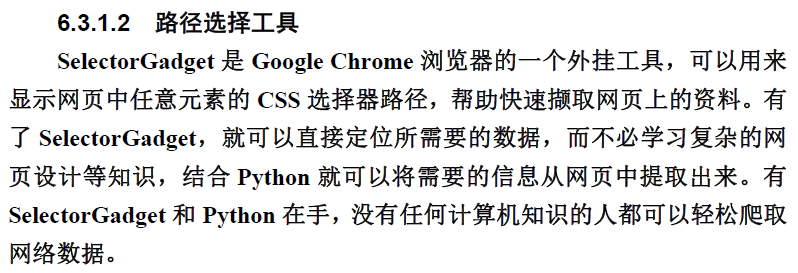 6.3.1.2 路径选择工具
SelectorGadget 是 Google Chrome 浏览器的一个外挂工具，可以用来
显示网页中任意元素的 CSS 选择器路径，帮助快速撷取网页上的资料。有
了 SelectorGadget，就可以直接定位所需要的数据，而不必学习复杂的网
页设计等知识，结合 Python 就可以将需要的信息从网页中提取出来。有
SelectorGadget 和 Python 在手，没有任何计算机知识的人都可以轻松爬取
网络数据。